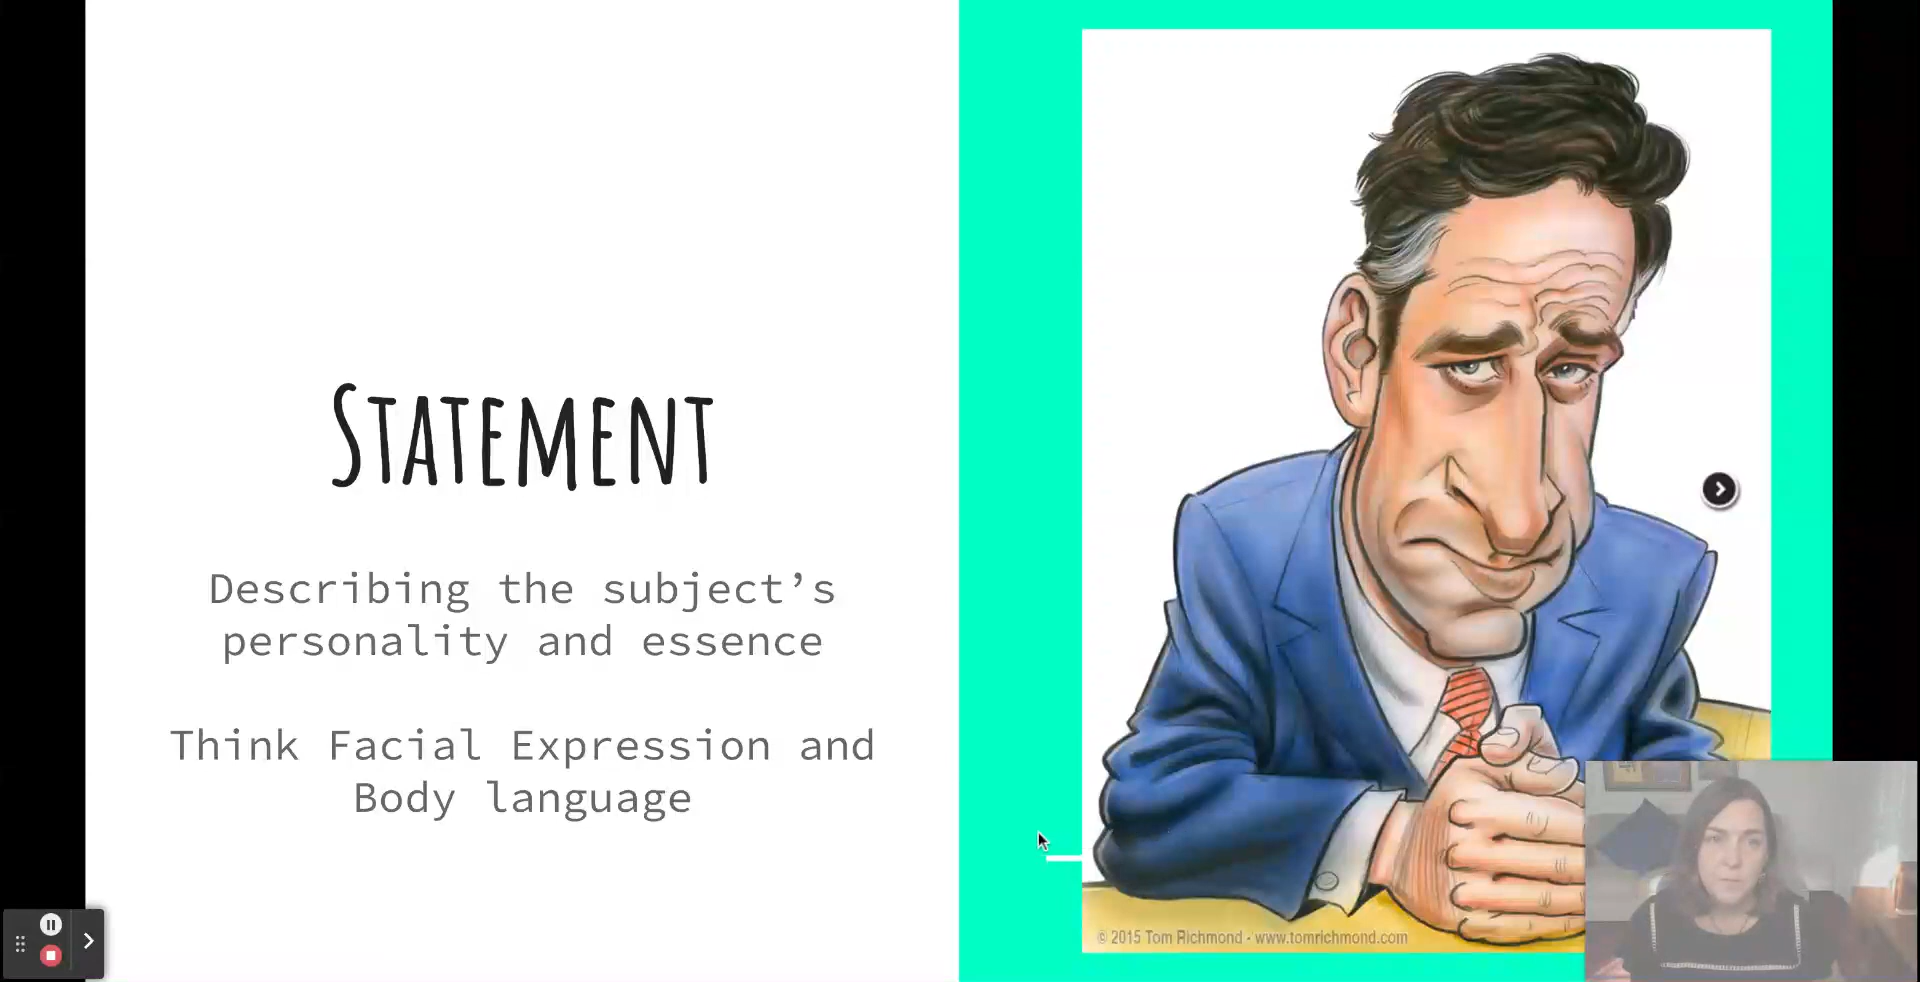 STATEMENT
Describing the subject’s
personality and essence
Think Facial Expression and
Body language
© 2015 Tom Richmond - www.tomrichmond.com